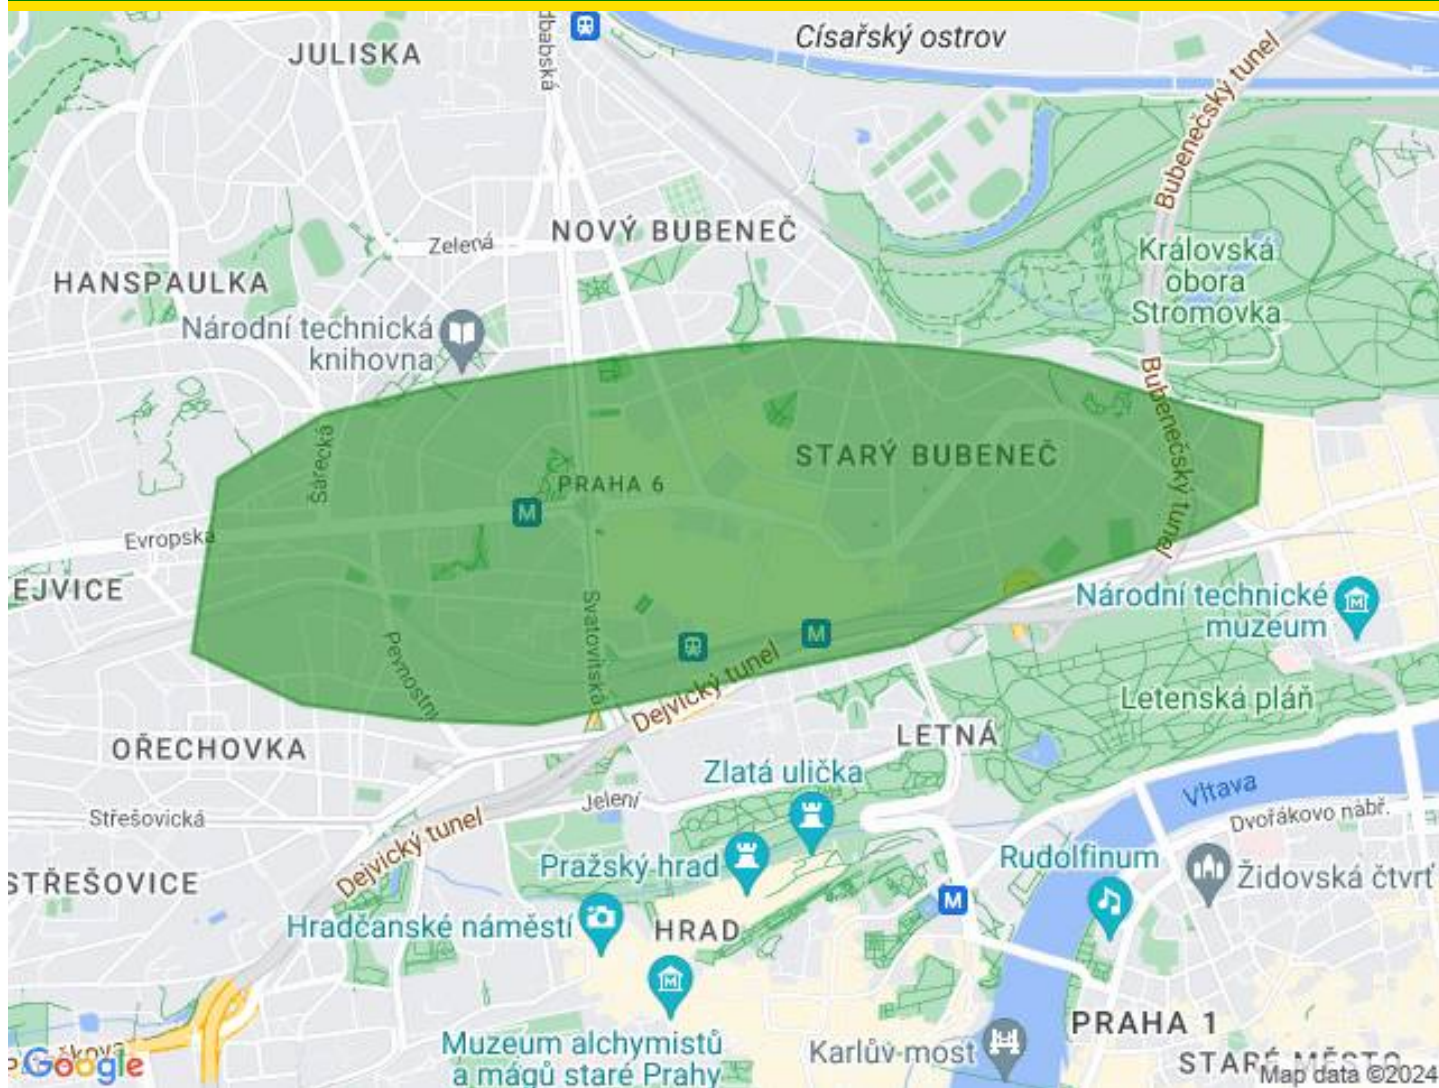 JULISKA
Císařský ostrov
Bubenečský tunel
NOVÝ BUBENEČ
Zelená
Královská
obora
Stromovka
HANSPAULKA
Národní technická
knihovna
Bubenečský tunel
Šárecká
STARÝ BUBENEČ
PRAHA 6
M
Evropská
EJVICE
Svatovítská
Národní technické
muzeum
M
Pevnostní
Dejvický tunel
Letenská pláň
OŘECHOVKA
LETNÁ
Zlatá ulička
Vltava
Jelení
Střešovická
Dvořákovo nábř.
Dejvický tunel
Pražský hrad
Rudolfinum
STŘEŠOVICE
Židovská čtvrť
M
Hradčanské náměstí
HRAD
PRAHA 1
Muzeum alchymistů
a mágů staré Prahy
Karlův most
STARÉ MĚSTO
Google
Map data ©2024